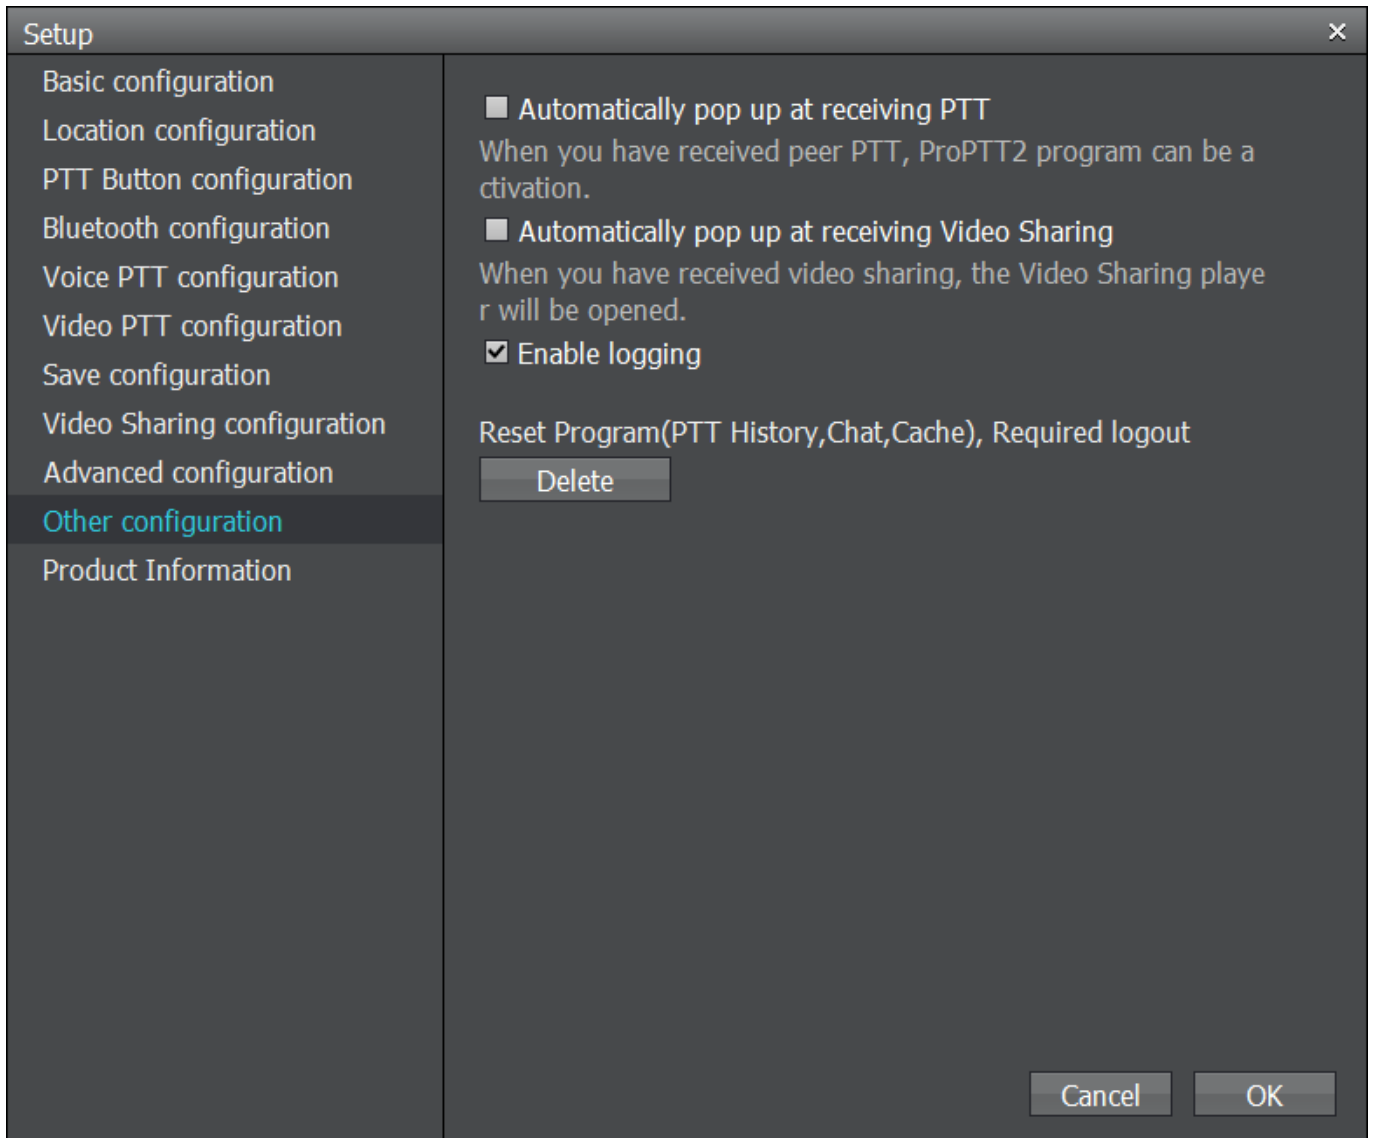 Setup
Basic configuration
Location configuration
PTT Button configuration
Bluetooth configuration
Voice PTT configuration
Video PTT configuration
Save configuration
Video Sharing configuration
Advanced configuration
Other configuration
Product Information
Automatically pop up at receiving PTT
When you have received peer PTT, ProPTT2 program can be a
ctivation.
Automatically pop up at receiving Video Sharing
When you have received video sharing, the Video Sharing playe
r will be opened.
Enable logging
Reset Program(PTT History,Chat,Cache), Required logout
Delete
Cancel
OK